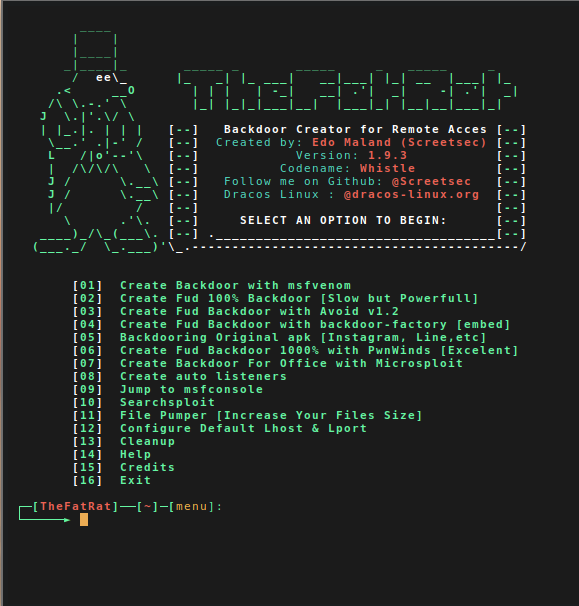 [--] Backdoor Creator for Remote Acces [--]
[--] Created by: Edo Maland (Screetsec) [--]
[--] Version: 1.9.3 [--]
[--] Codename: Whistle [--]
[--] Follow me on Github: @Screetsec [--]
[--] Dracos Linux : @dracos-linux.org [--]
[--] [--]
[--] SELECT AN OPTION TO BEGIN: [--]
[01] Create Backdoor with msfvenom
[02] Create Fud 100% Backdoor [Slow but Powerfull]
[03] Create Fud Backdoor with Avoid v1.2
[04] Create Fud Backdoor with backdoor-factory [embed]
[05] Backdooring Original apk [Instagram, Line,etc]
[06] Create Fud Backdoor 1000% with PwnWinds [Excelent]
[07] Create Backdoor For Office with Microsploit
[08] Create auto listeners
[09] Jump to msfconsole
[10] Searchsploit
[11] File Pumper [Increase Your Files Size]
[12] Configure Default Lhost & Lport
[13] Cleanup
[14] Help
[15] Credits
[16] Exit
[TheFatRat]──[~]─[menu]: